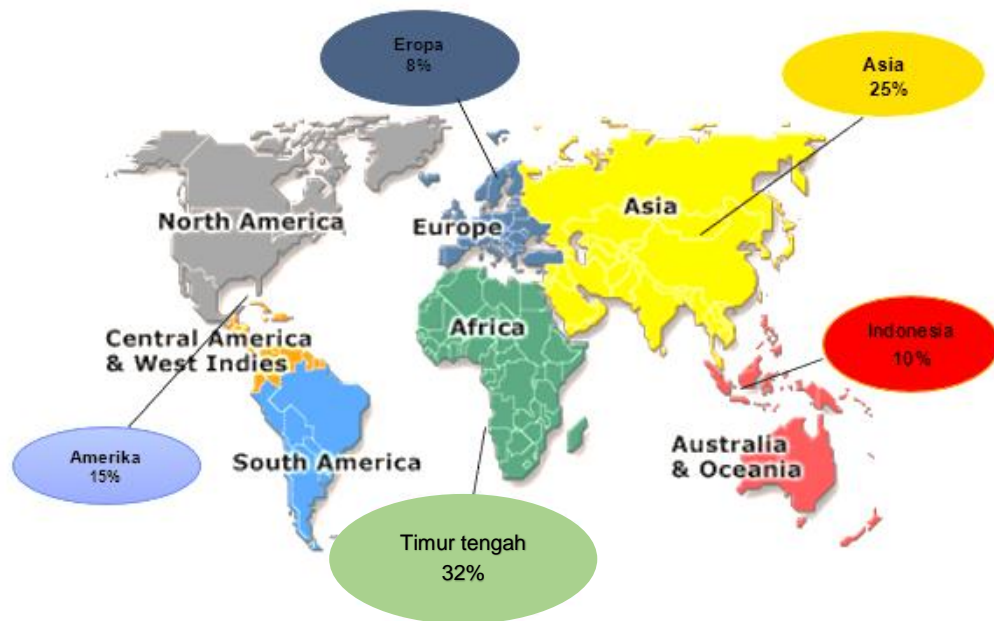 Eropa
8%
Asia
25%
North America
Europe
Asia
Central America
& West Indies
Africa
Indonesia
10%
Amerika
15%
South America
Australia
& Oceania
Timur tengah
32%